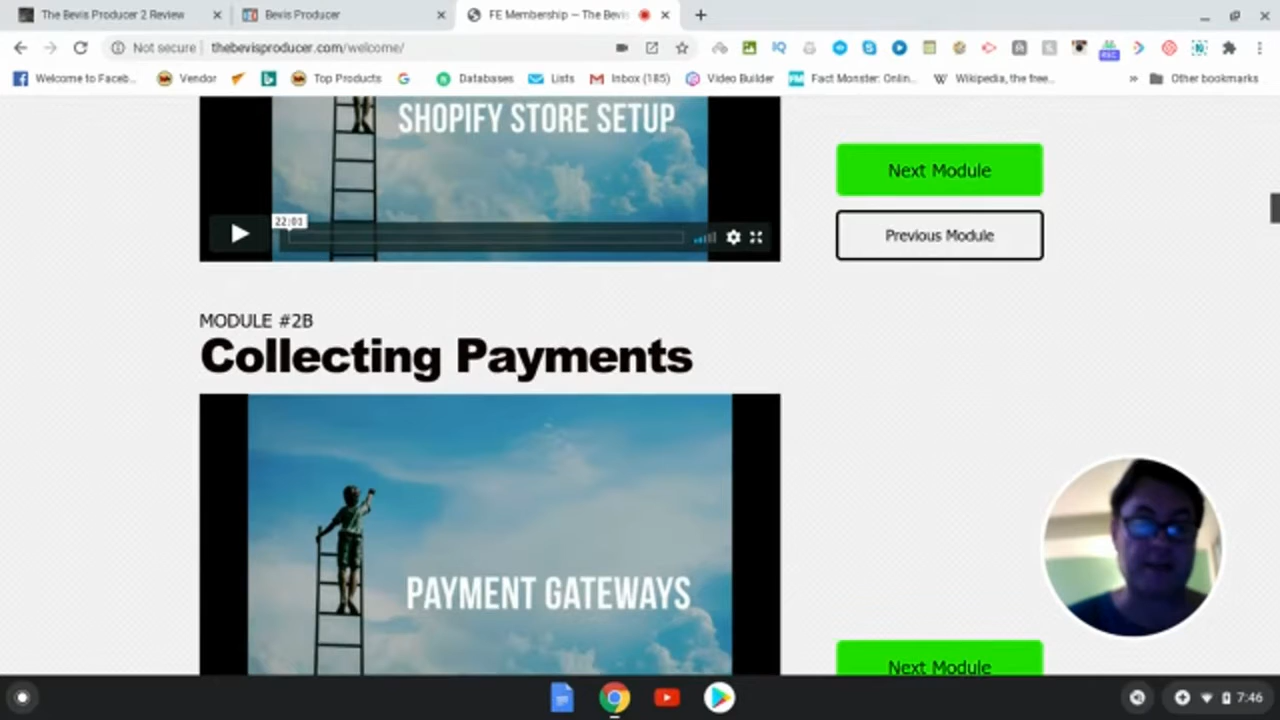 The Bevis Producer 2 Review
Bevis Producer
FE Membership – The Bevis
Not secure
thebevisproducer.com/welcome/
REC
Welcome to Faceb...
Vendor
Top Products
Databases
Lists
Inbox (185)
Video Builder
Fact Monster: Onlin...
Wikipedia, the free...
Other bookmarks
SHOPIFY STORE SETUP
22:01
Next Module
Previous Module
MODULE #2B
Collecting Payments
PAYMENT GATEWAYS
Next Module
7:46